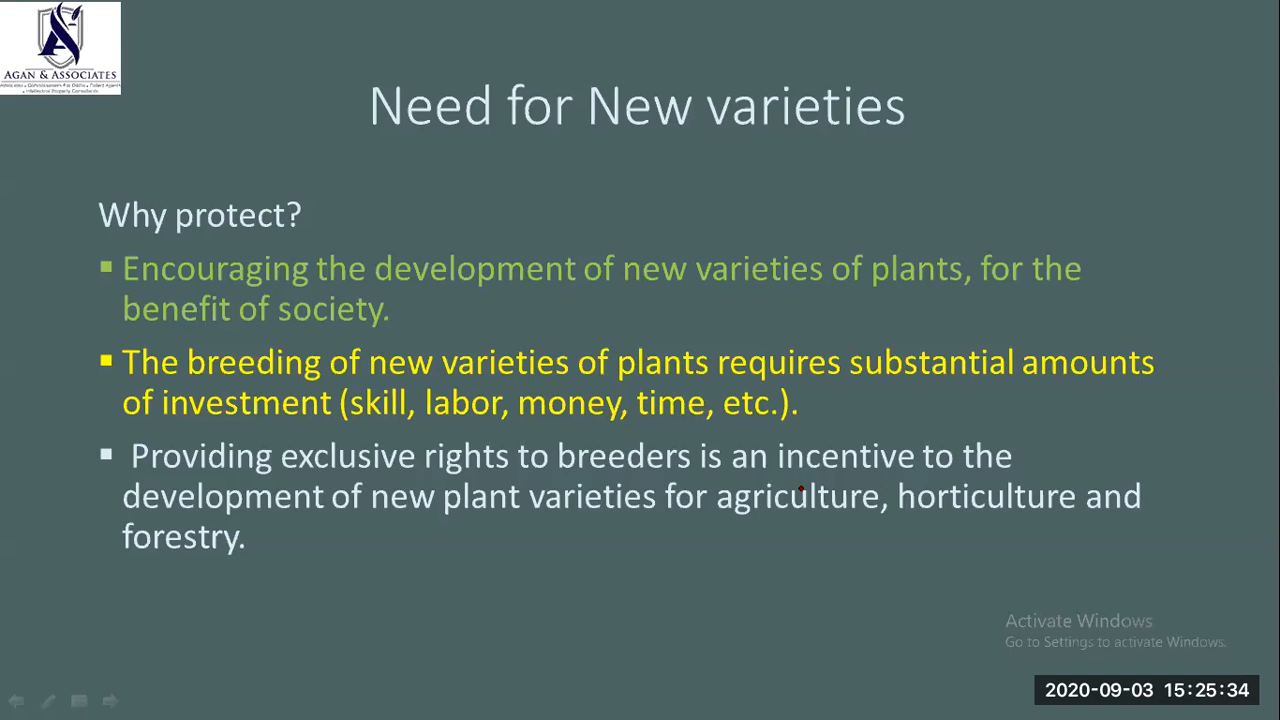 AGAN & ASSOCIATES
Need for New varieties
Why protect?
▪ Encouraging the development of new varieties of plants, for the
benefit of society.
▪ The breeding of new varieties of plants requires substantial amounts
of investment (skill, labor, money, time, etc.).
▪ Providing exclusive rights to breeders is an incentive to the
development of new plant varieties for agriculture, horticulture and
forestry.
Activate Windows
Go to Settings to activate Windows.
2020-09-03 15:25:34